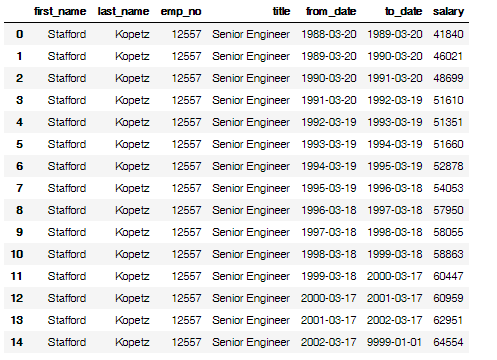 first_name last_name emp_no title from_date to_date salary
0 Stafford Kopetz 12557 Senior Engineer 1988-03-20 1989-03-20 41840
1 Stafford Kopetz 12557 Senior Engineer 1989-03-20 1990-03-20 46021
2 Stafford Kopetz 12557 Senior Engineer 1990-03-20 1991-03-20 48699
3 Stafford Kopetz 12557 Senior Engineer 1991-03-20 1992-03-19 51610
4 Stafford Kopetz 12557 Senior Engineer 1992-03-19 1993-03-19 51351
5 Stafford Kopetz 12557 Senior Engineer 1993-03-19 1994-03-19 51660
6 Stafford Kopetz 12557 Senior Engineer 1994-03-19 1995-03-19 52878
7 Stafford Kopetz 12557 Senior Engineer 1995-03-19 1996-03-18 54053
8 Stafford Kopetz 12557 Senior Engineer 1996-03-18 1997-03-18 57950
9 Stafford Kopetz 12557 Senior Engineer 1997-03-18 1998-03-18 58055
10 Stafford Kopetz 12557 Senior Engineer 1998-03-18 1999-03-18 58863
11 Stafford Kopetz 12557 Senior Engineer 1999-03-18 2000-03-17 60447
12 Stafford Kopetz 12557 Senior Engineer 2000-03-17 2001-03-17 60959
13 Stafford Kopetz 12557 Senior Engineer 2001-03-17 2002-03-17 62951
14 Stafford Kopetz 12557 Senior Engineer 2002-03-17 9999-01-01 64554